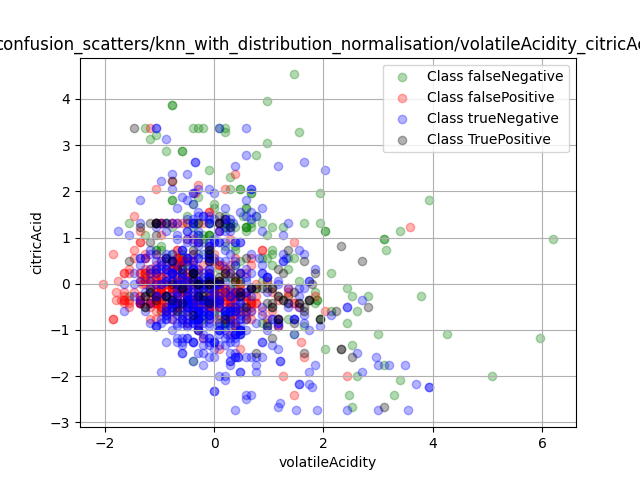 confusion_scatters/knn_with_distribution_normalisation/volatileAcidity_citricAc
Class falseNegative
Class falsePositive
Class trueNegative
Class TruePositive
4
3
2
1
0
−1
−2
−3
citricAcid
−2 0 2 4 6
volatileAcidity